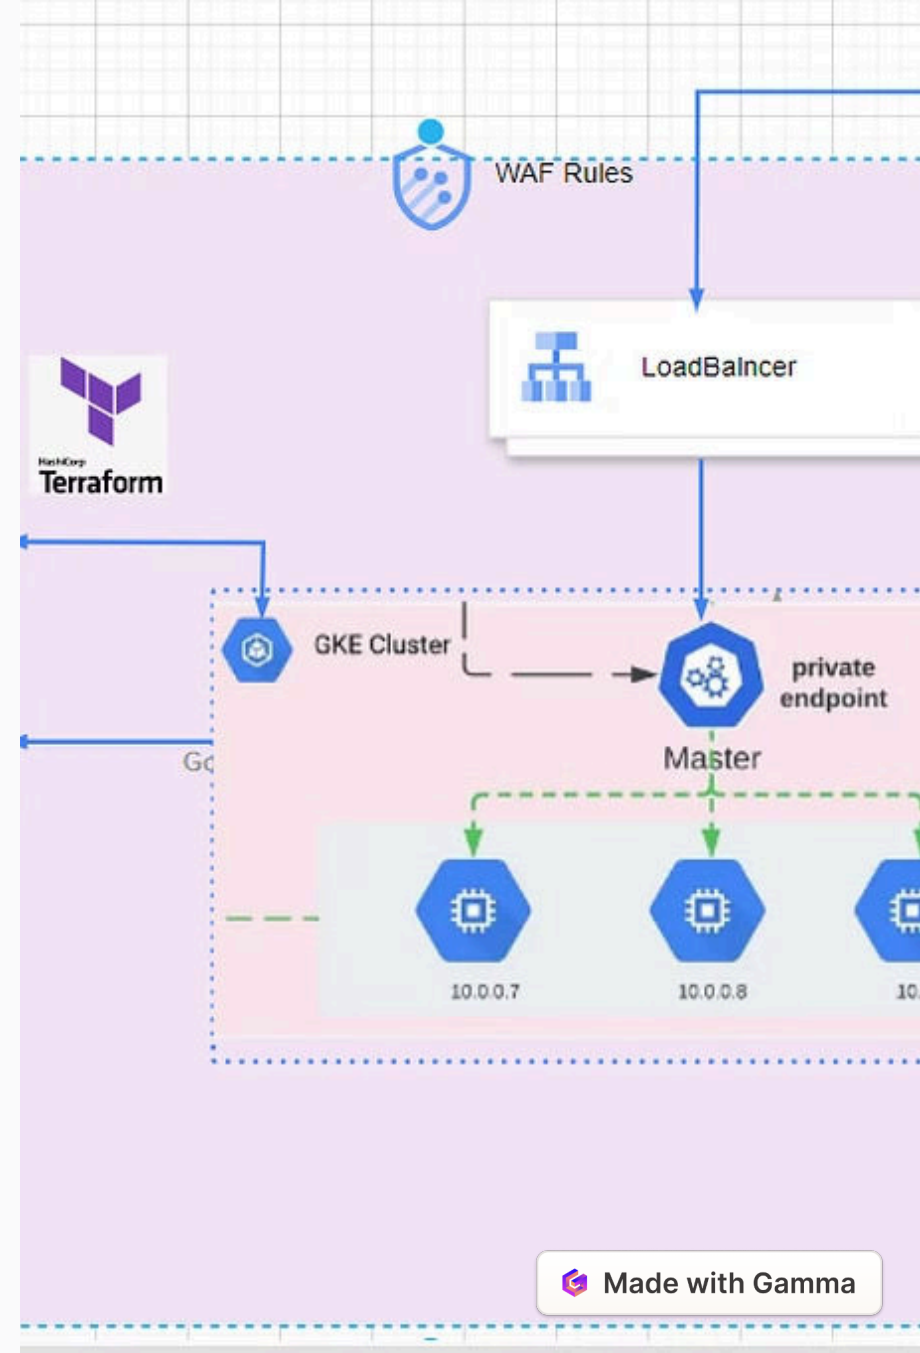 WAF Rules
LoadBalncer
HashiCorp
Terraform
GKE Cluster
private
endpoint
Master
10.0.0.7
10.0.0.8
10.
Made with Gamma